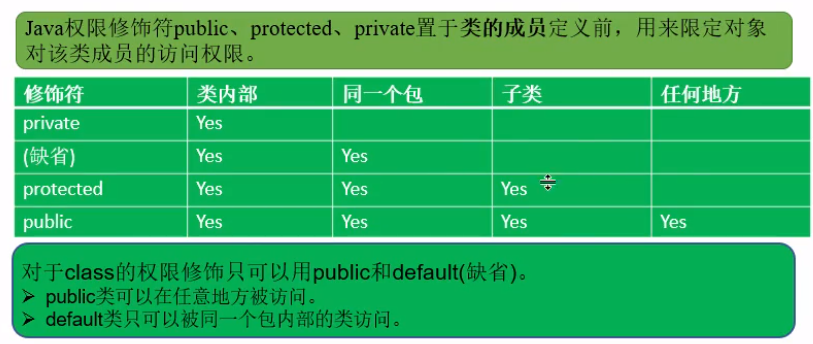 Java权限修饰符public、protected、private置于类的成员定义前，用来限定对象
对该类成员的访问权限。
修饰符 类内部 同一个包 子类 任何地方
private Yes
(缺省) Yes Yes
protected Yes Yes Yes
public Yes Yes Yes Yes
对于class的权限修饰只可以用public和default(缺省)。
➢ public类可以在任意地方被访问。
➢ default类只可以被同一个包内部的类访问。